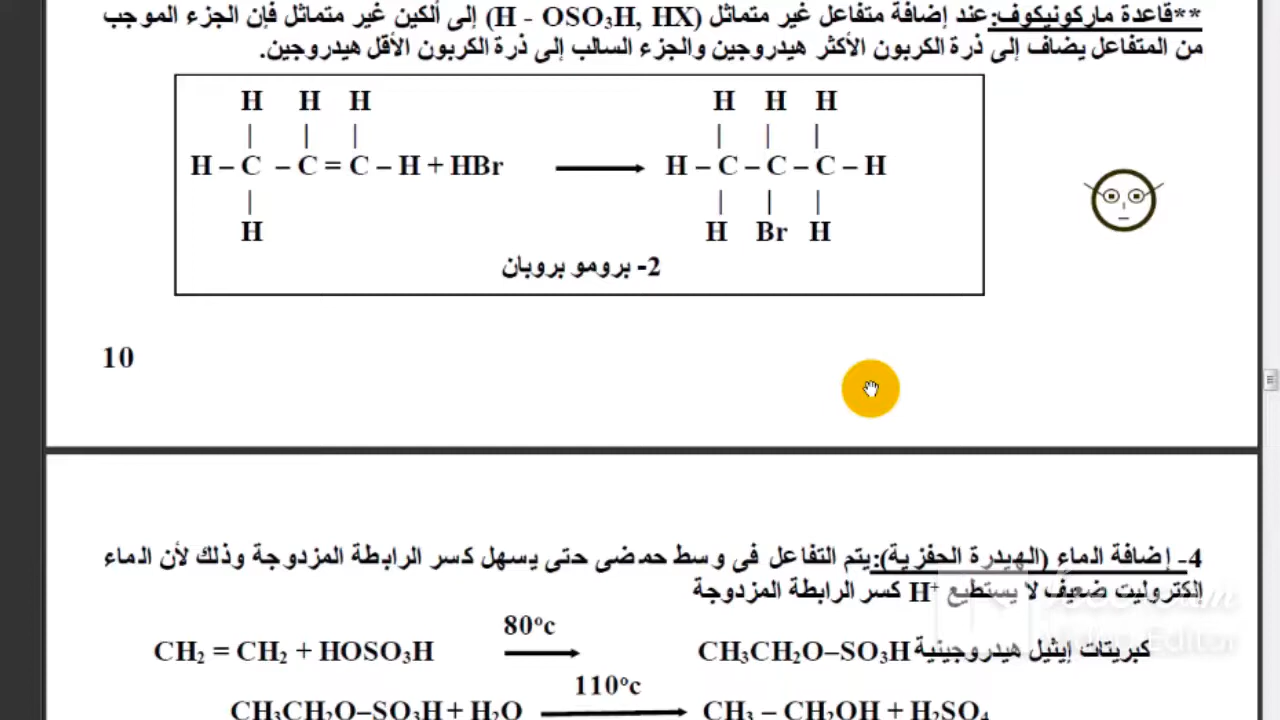 **قاعدة ماركونيكوف: عند إضافة متفاعل غير متماثل (H - OSO₃H, HX) إلى ألكين غير متماثل فإن الجزء الموجب
من المتفاعل يضاف إلى ذرة الكربون الأكثر هيدروجين والجزء السالب إلى ذرة الكربون الأقل هيدروجين.
H H H H H H
| | | | | |
H – C – C = C – H + HBr ⟶ H – C – C – C – H
| | | |
H H Br H
2- برومو بروبان
10
4- إضافة الماء (الهيدرة الحفزية): يتم التفاعل فى وسط حمضى حتى يسهل كسر الرابطة المزدوجة وذلك لأن الماء
إلكتروليت ضعيف لا يستطيع H⁺ كسر الرابطة المزدوجة
80°c
CH₂ = CH₂ + HOSO₃H ⟶ CH₃CH₂O–SO₃H كبريتات إيثيل هيدروجينية
110°c
CH₃CH₂O–SO₃H + H₂O ⟶ CH₃ – CH₂OH + H₂SO₄